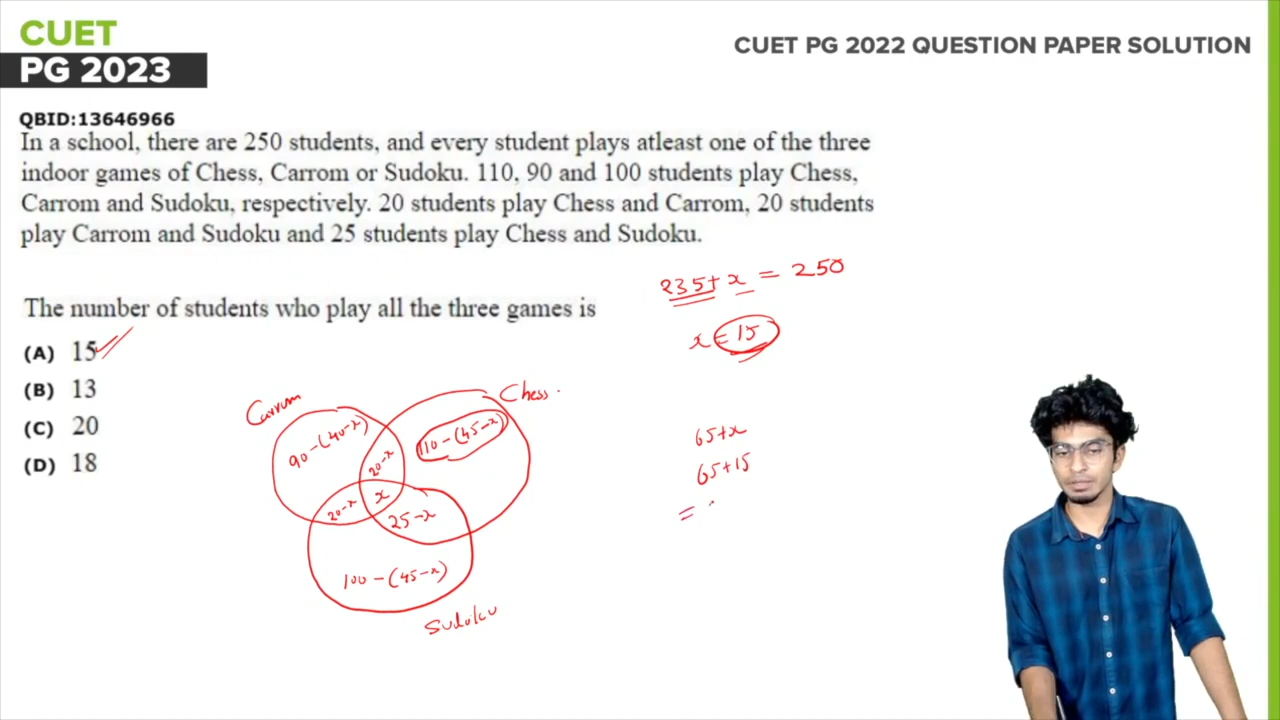 CUET
PG 2023
CUET PG 2022 QUESTION PAPER SOLUTION
QBID:13646966
In a school, there are 250 students, and every student plays atleast one of the three
indoor games of Chess, Carrom or Sudoku. 110, 90 and 100 students play Chess,
Carrom and Sudoku, respectively. 20 students play Chess and Carrom, 20 students
play Carrom and Sudoku and 25 students play Chess and Sudoku.
235+x = 250
The number of students who play all the three games is
x = 15
(A) 15
(B) 13
(C) 20
(D) 18
Carrom
Chess
90-(40-x)
20-x
110-(45-x)
20-x
x
25-x
100-(45-x)
Sudoku
65+x
65+15
=